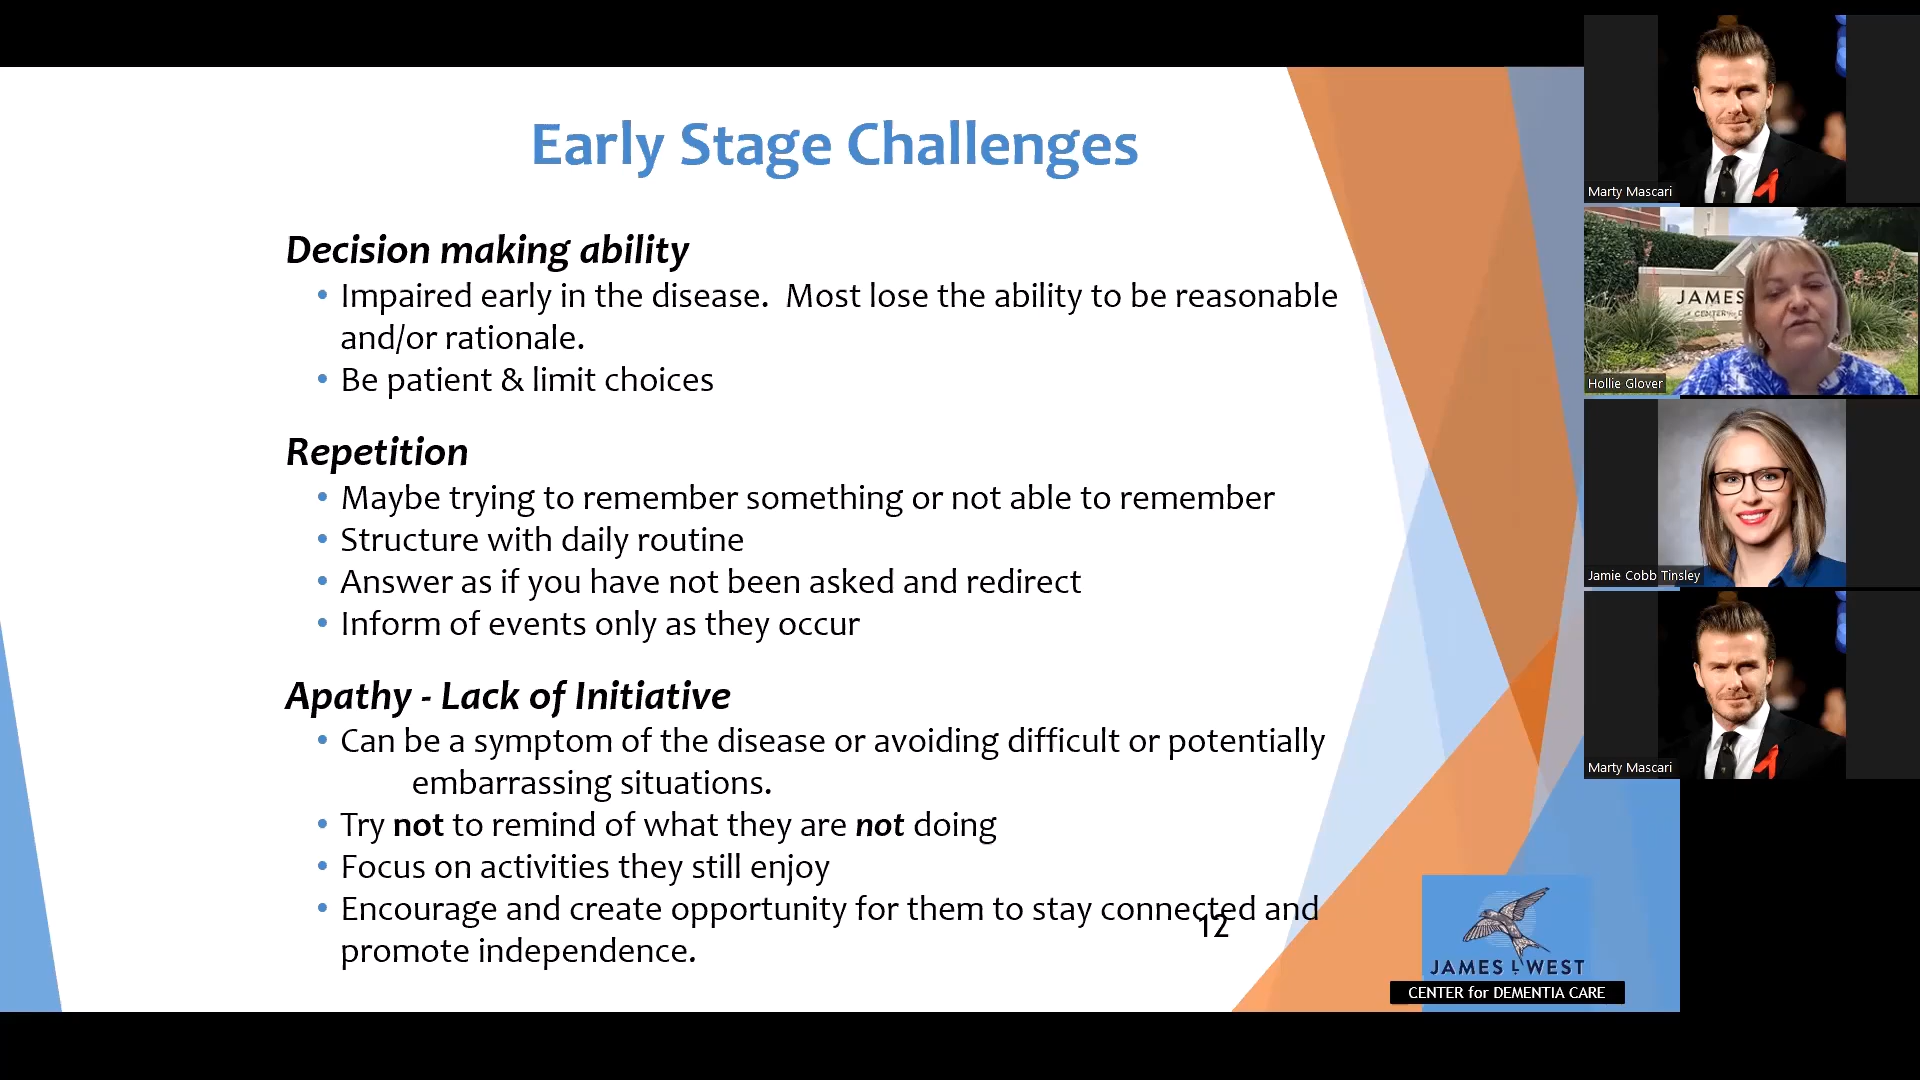 Early Stage Challenges
Decision making ability
• Impaired early in the disease.  Most lose the ability to be reasonable
and/or rationale.
• Be patient & limit choices
Repetition
• Maybe trying to remember something or not able to remember
• Structure with daily routine
• Answer as if you have not been asked and redirect
• Inform of events only as they occur
Apathy - Lack of Initiative
• Can be a symptom of the disease or avoiding difficult or potentially
embarrassing situations.
• Try not to remind of what they are not doing
• Focus on activities they still enjoy
• Encourage and create opportunity for them to stay connected and
promote independence.
12
JAMES L WEST
CENTER for DEMENTIA CARE
Marty Mascari
JAMES
CENTER
Hollie Glover
Jamie Cobb Tinsley
Marty Mascari